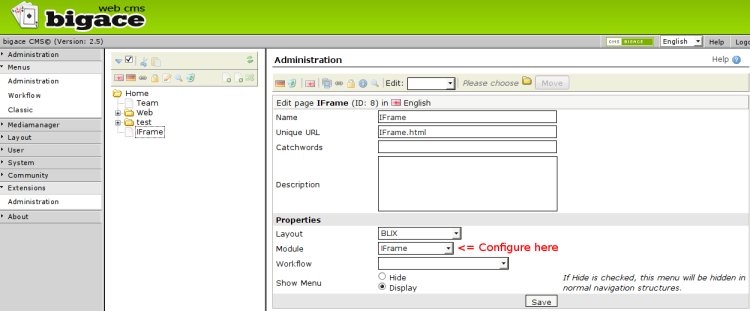 web cms
bigace
bigace CMS© (Version: 2.5)
CMS BIGACE
English
Help
Administration
Menus
Administration
Workflow
Classic
Mediamanager
Layout
User
System
Community
Extensions
Administration
About
Home
Team
Web
test
IFrame
Administration
Help
Edit:
Please choose
Move
Edit page IFrame (ID: 8) in English
Name IFrame
Unique URL IFrame.html
Catchwords
Description
Properties
Layout BLIX
Module IFrame <= Configure here
Workflow
Show Menu
Hide
Display
If Hide is checked, this menu will be hidden in
normal navigation structures.
Save